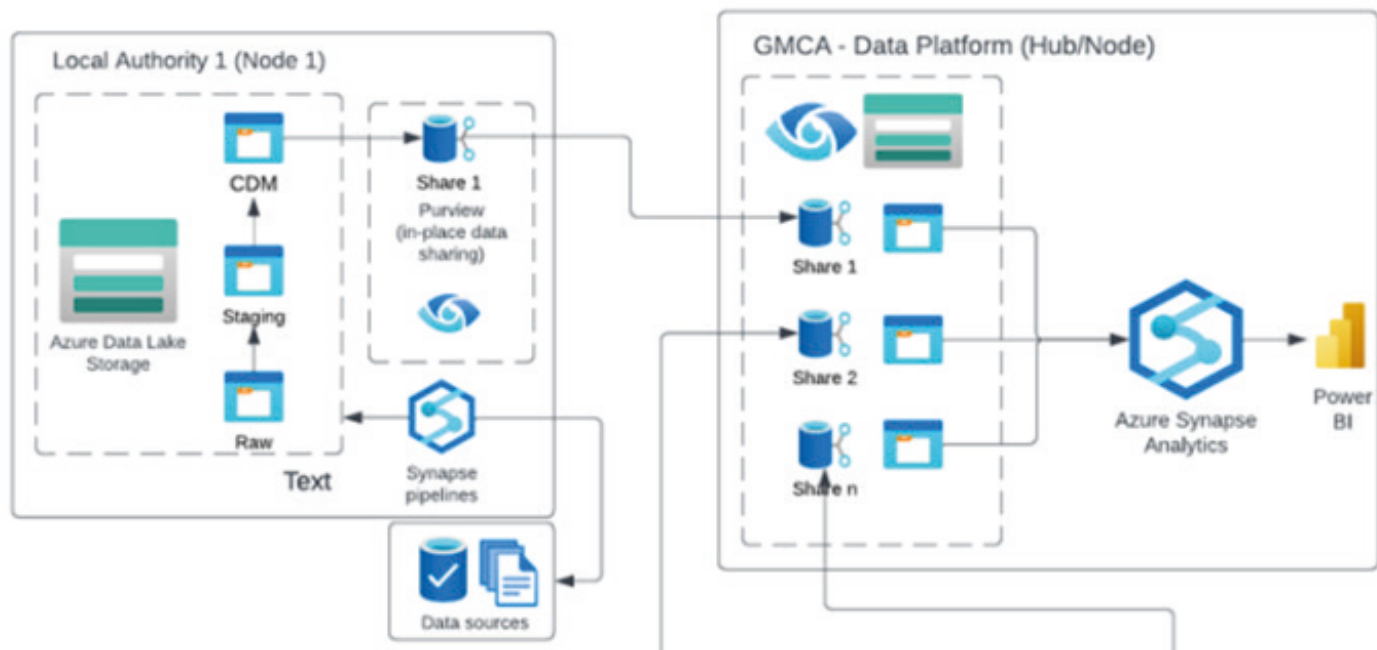 Local Authority 1 (Node 1)
CDM
Share 1
Purview
(in-place data
sharing)
Staging
Azure Data Lake
Storage
Raw
Text
Synapse
pipelines
Data sources
GMCA - Data Platform (Hub/Node)
Share 1
Share 2
Share n
Azure Synapse
Analytics
Power
BI